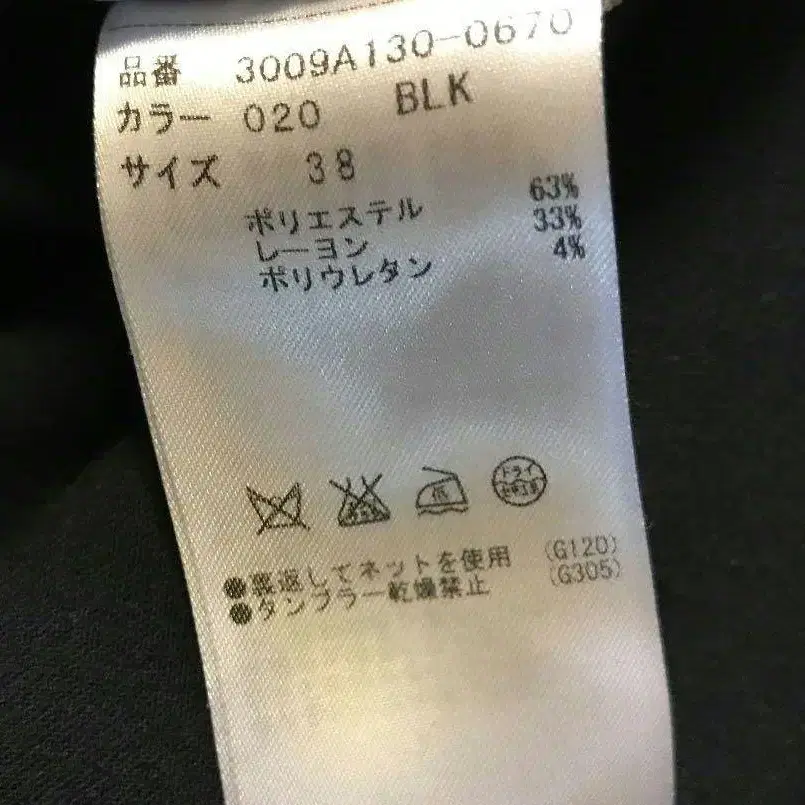 品番 3009A130-0670
カラー 020 BLK
サイズ 38
ポリエステル 63%
レーヨン 33%
ポリウレタン 4%
低
ドライ
●裏返してネットを使用 (G120)
●タンブラー乾燥禁止 (G305)